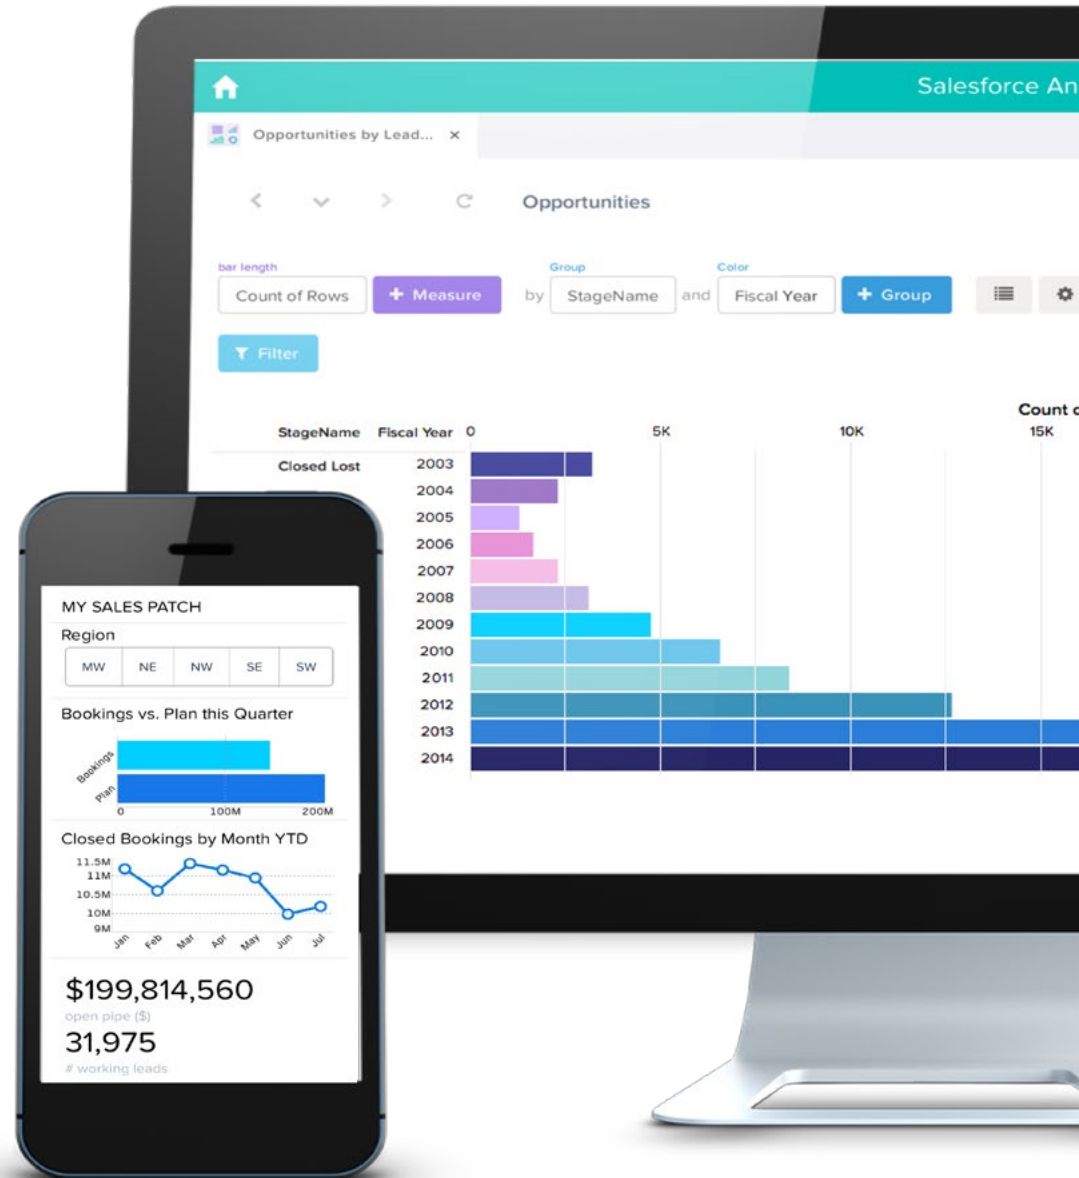 Salesforce An
Opportunities by Lead... ×
Opportunities
bar length Group Color
Count of Rows + Measure by StageName and Fiscal Year + Group
Filter
Count o
StageName Fiscal Year 0 5K 10K 15K
Closed Lost 2003
2004
2005
2006
2007
2008
2009
2010
2011
2012
2013
2014
MY SALES PATCH
Region
MW NE NW SE SW
Bookings vs. Plan this Quarter
Bookings
Plan
0 100M 200M
Closed Bookings by Month YTD
11.5M
11M
10.5M
10M
9M
Jan Feb Mar Apr May Jun Jul
$199,814,560
open pipe ($)
31,975
# working leads